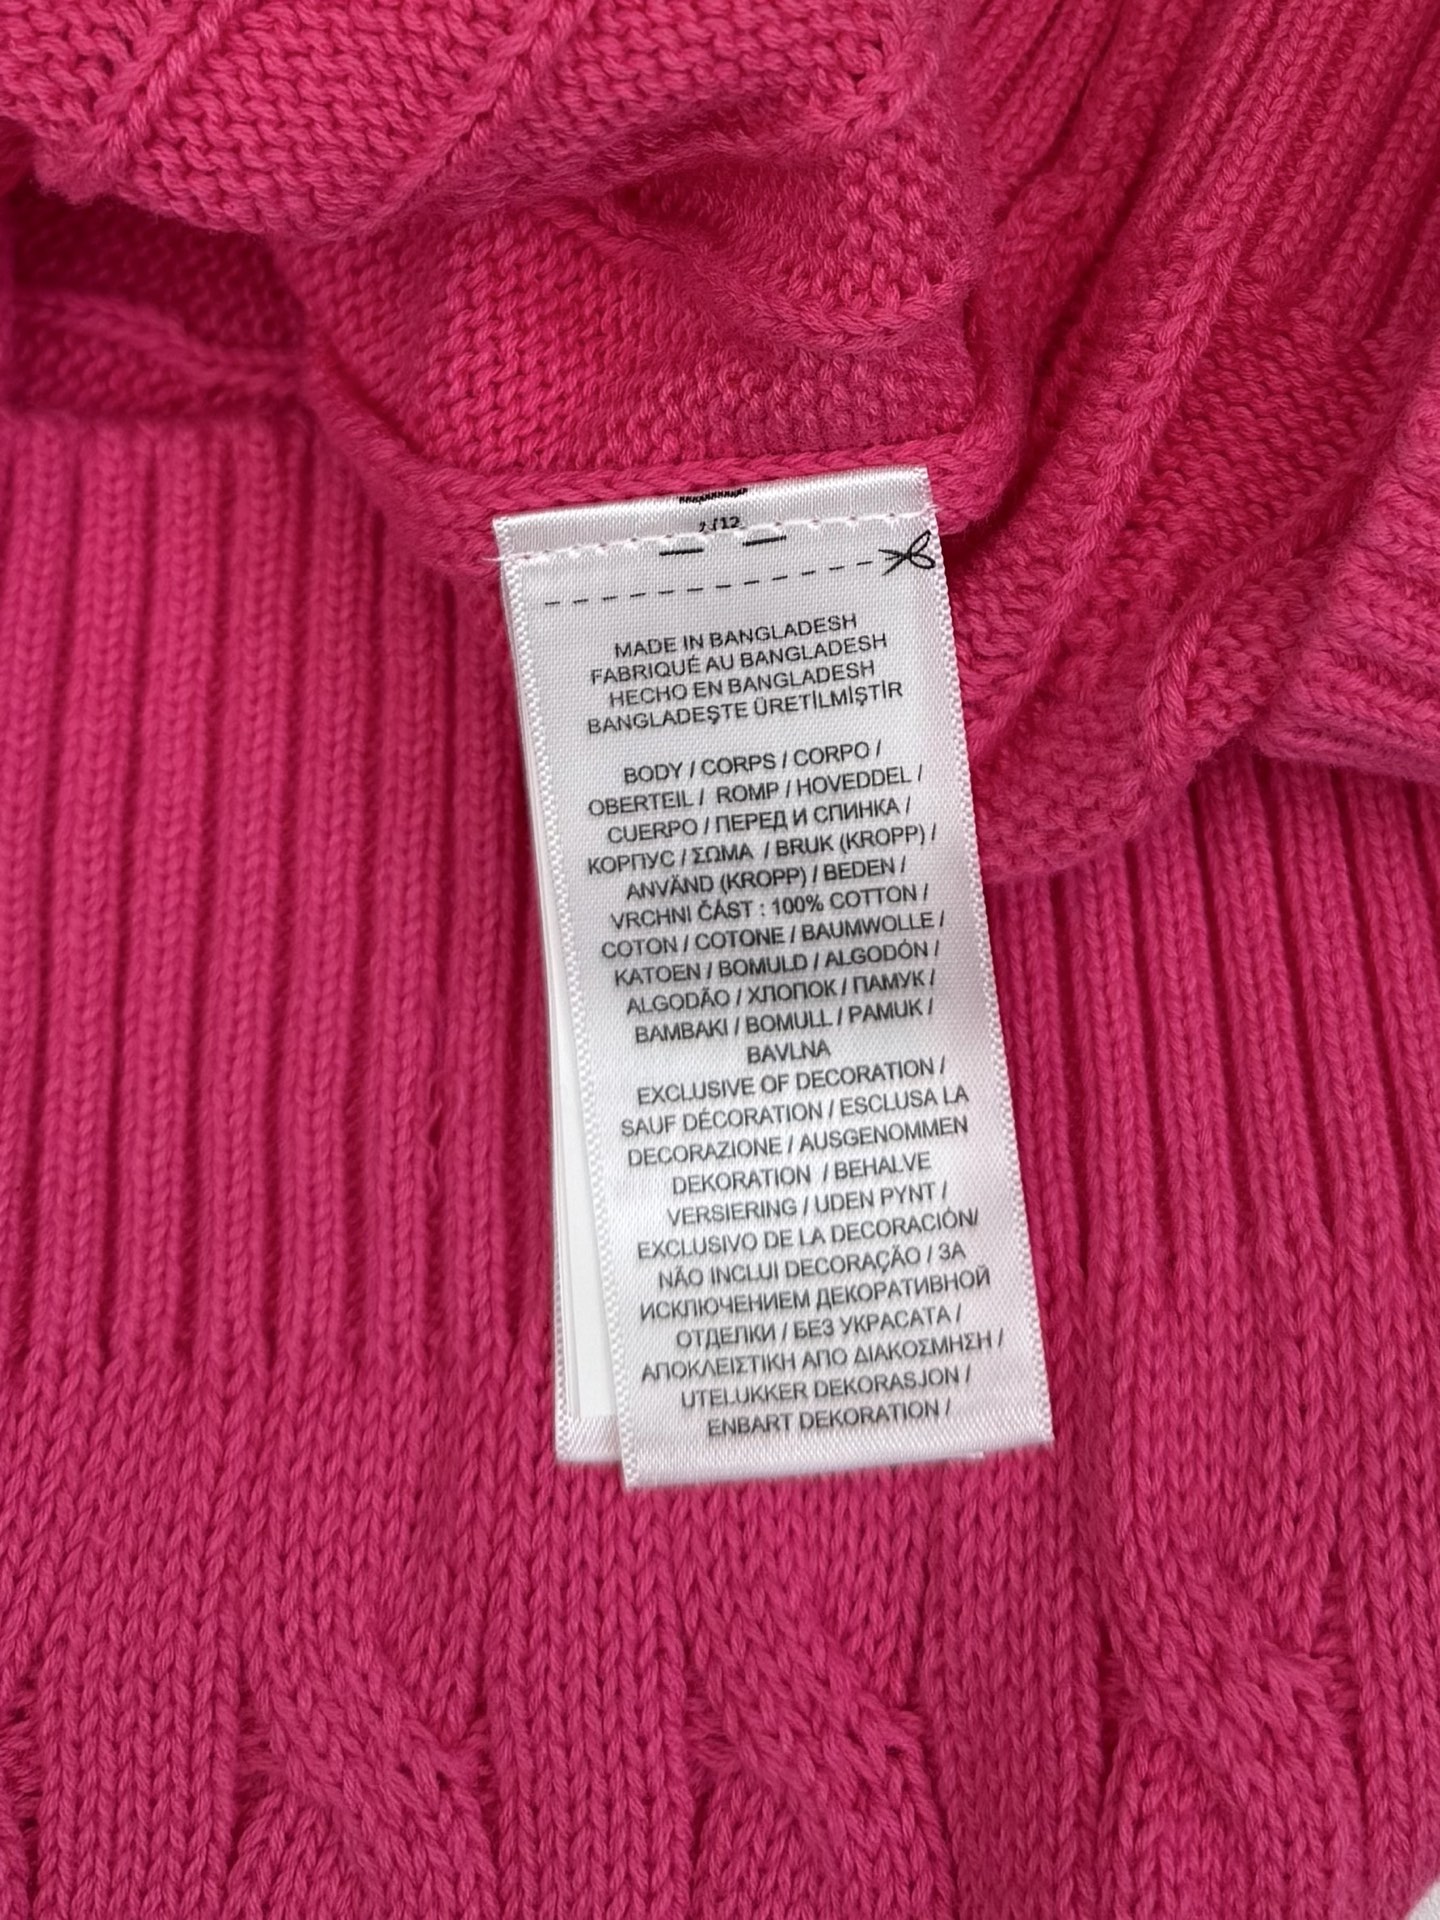 MADE IN BANGLADESH
FABRIQUÉ AU BANGLADESH
HECHO EN BANGLADESH
BANGLADEŞTE ÜRETİLMİŞTİR
BODY / CORPS / CORPO /
OBERTEIL / ROMP / HOVEDDEL /
CUERPO / ПЕРЕД И СПИНКА /
КОРПУС / ΣΩΜΑ / BRUK (KROPP) /
ANVÄND (KROPP) / BEDEN /
VRCHNI ČÁST : 100% COTTON /
COTON / COTONE / BAUMWOLLE /
KATOEN / BOMULD / ALGODÓN /
ALGODÃO / ХЛОПОК / ПАМУК /
BAMBAKI / BOMULL / PAMUK /
BAVLNA
EXCLUSIVE OF DECORATION /
SAUF DÉCORATION / ESCLUSA LA
DECORAZIONE / AUSGENOMMEN
DEKORATION / BEHALVE
VERSIERING / UDEN PYNT /
EXCLUSIVO DE LA DECORACIÓN/
NÃO INCLUI DECORAÇÃO / ЗА
ИСКЛЮЧЕНИЕМ ДЕКОРАТИВНОЙ
ОТДЕЛКИ / БЕЗ УКРАСАТА /
ΑΠΟΚΛΕΙΣΤΙΚΗ ΑΠΟ ΔΙΑΚΟΣΜΗΣΗ /
UTELUKKER DEKORASJON /
ENBART DEKORATION /